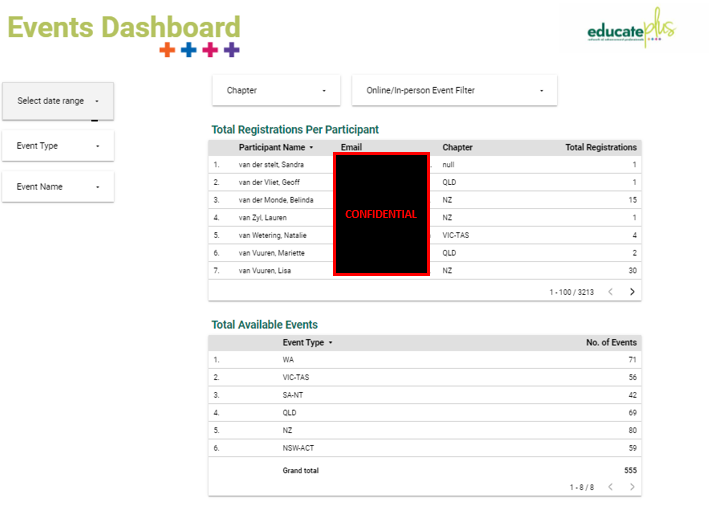 Events Dashboard
educate plus
Select date range
Event Type
Event Name
Chapter
Online/In-person Event Filter
Total Registrations Per Participant
Participant Name Email Chapter Total Registrations
1. van der stelt, Sandra null 1
2. van der Vliet, Geoff QLD 1
3. van der Monde, Belinda NZ 15
4. van Zyl, Lauren NZ 1
5. van Wetering, Natalie VIC-TAS 4
6. van Vuuren, Mariette QLD 2
7. van Vuuren, Lisa NZ 30
CONFIDENTIAL
1 - 100 / 3213
Total Available Events
Event Type No. of Events
1. WA 71
2. VIC-TAS 56
3. SA-NT 42
4. QLD 69
5. NZ 80
6. NSW-ACT 59
Grand total 555
1 - 8 / 8